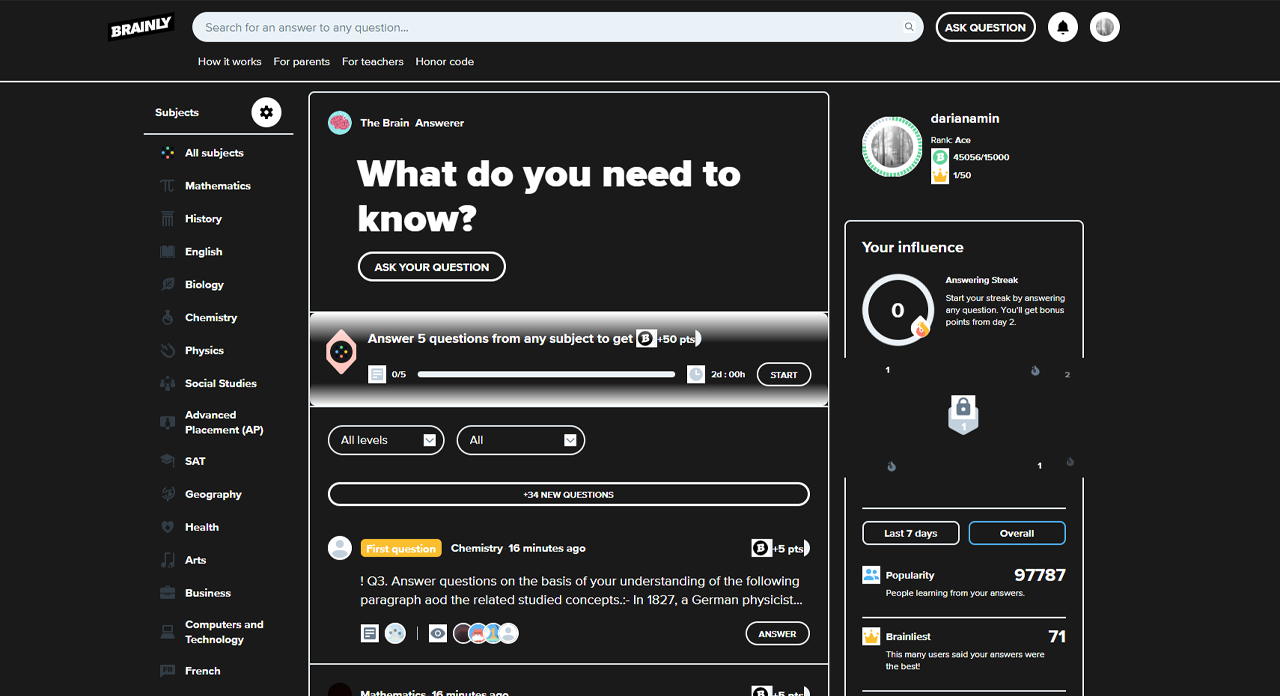 BRAINLY
Search for an answer to any question...
ASK QUESTION
How it works
For parents
For teachers
Honor code
Subjects
All subjects
Mathematics
History
English
Biology
Chemistry
Physics
Social Studies
Advanced
Placement (AP)
SAT
Geography
Health
Arts
Business
Computers and
Technology
French
The Brain Answerer
What do you need to
know?
ASK YOUR QUESTION
Answer 5 questions from any subject to get +50 pts
0/5
2d : 00h
START
All levels
All
+34 NEW QUESTIONS
First question
Chemistry 16 minutes ago
+5 pts
! Q3. Answer questions on the basis of your understanding of the following
paragraph aod the related studied concepts.:- In 1827, a German physicist...
ANSWER
Mathematics 16 minutes ago
+5 pts
darianamin
Rank: Ace
45056/15000
1/50
Your influence
0
Answering Streak
Start your streak by answering
any question. You'll get bonus
points from day 2.
1
2
1
1
Last 7 days
Overall
Popularity
97787
People learning from your answers.
Brainliest
71
This many users said your answers were
the best!